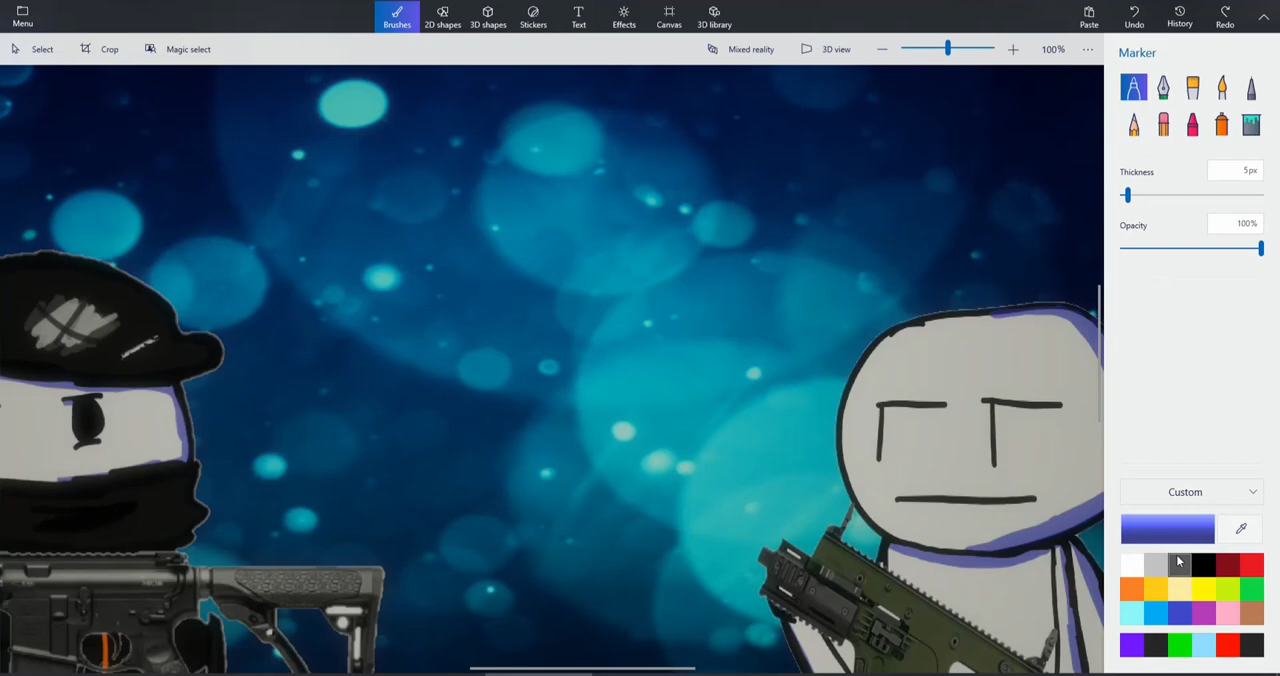 Menu
Brushes
2D shapes
3D shapes
Stickers
Text
Effects
Canvas
3D library
Paste
Undo
History
Redo
Select
Crop
Magic select
Mixed reality
3D view
100%
Marker
Thickness
5px
Opacity
100%
Custom